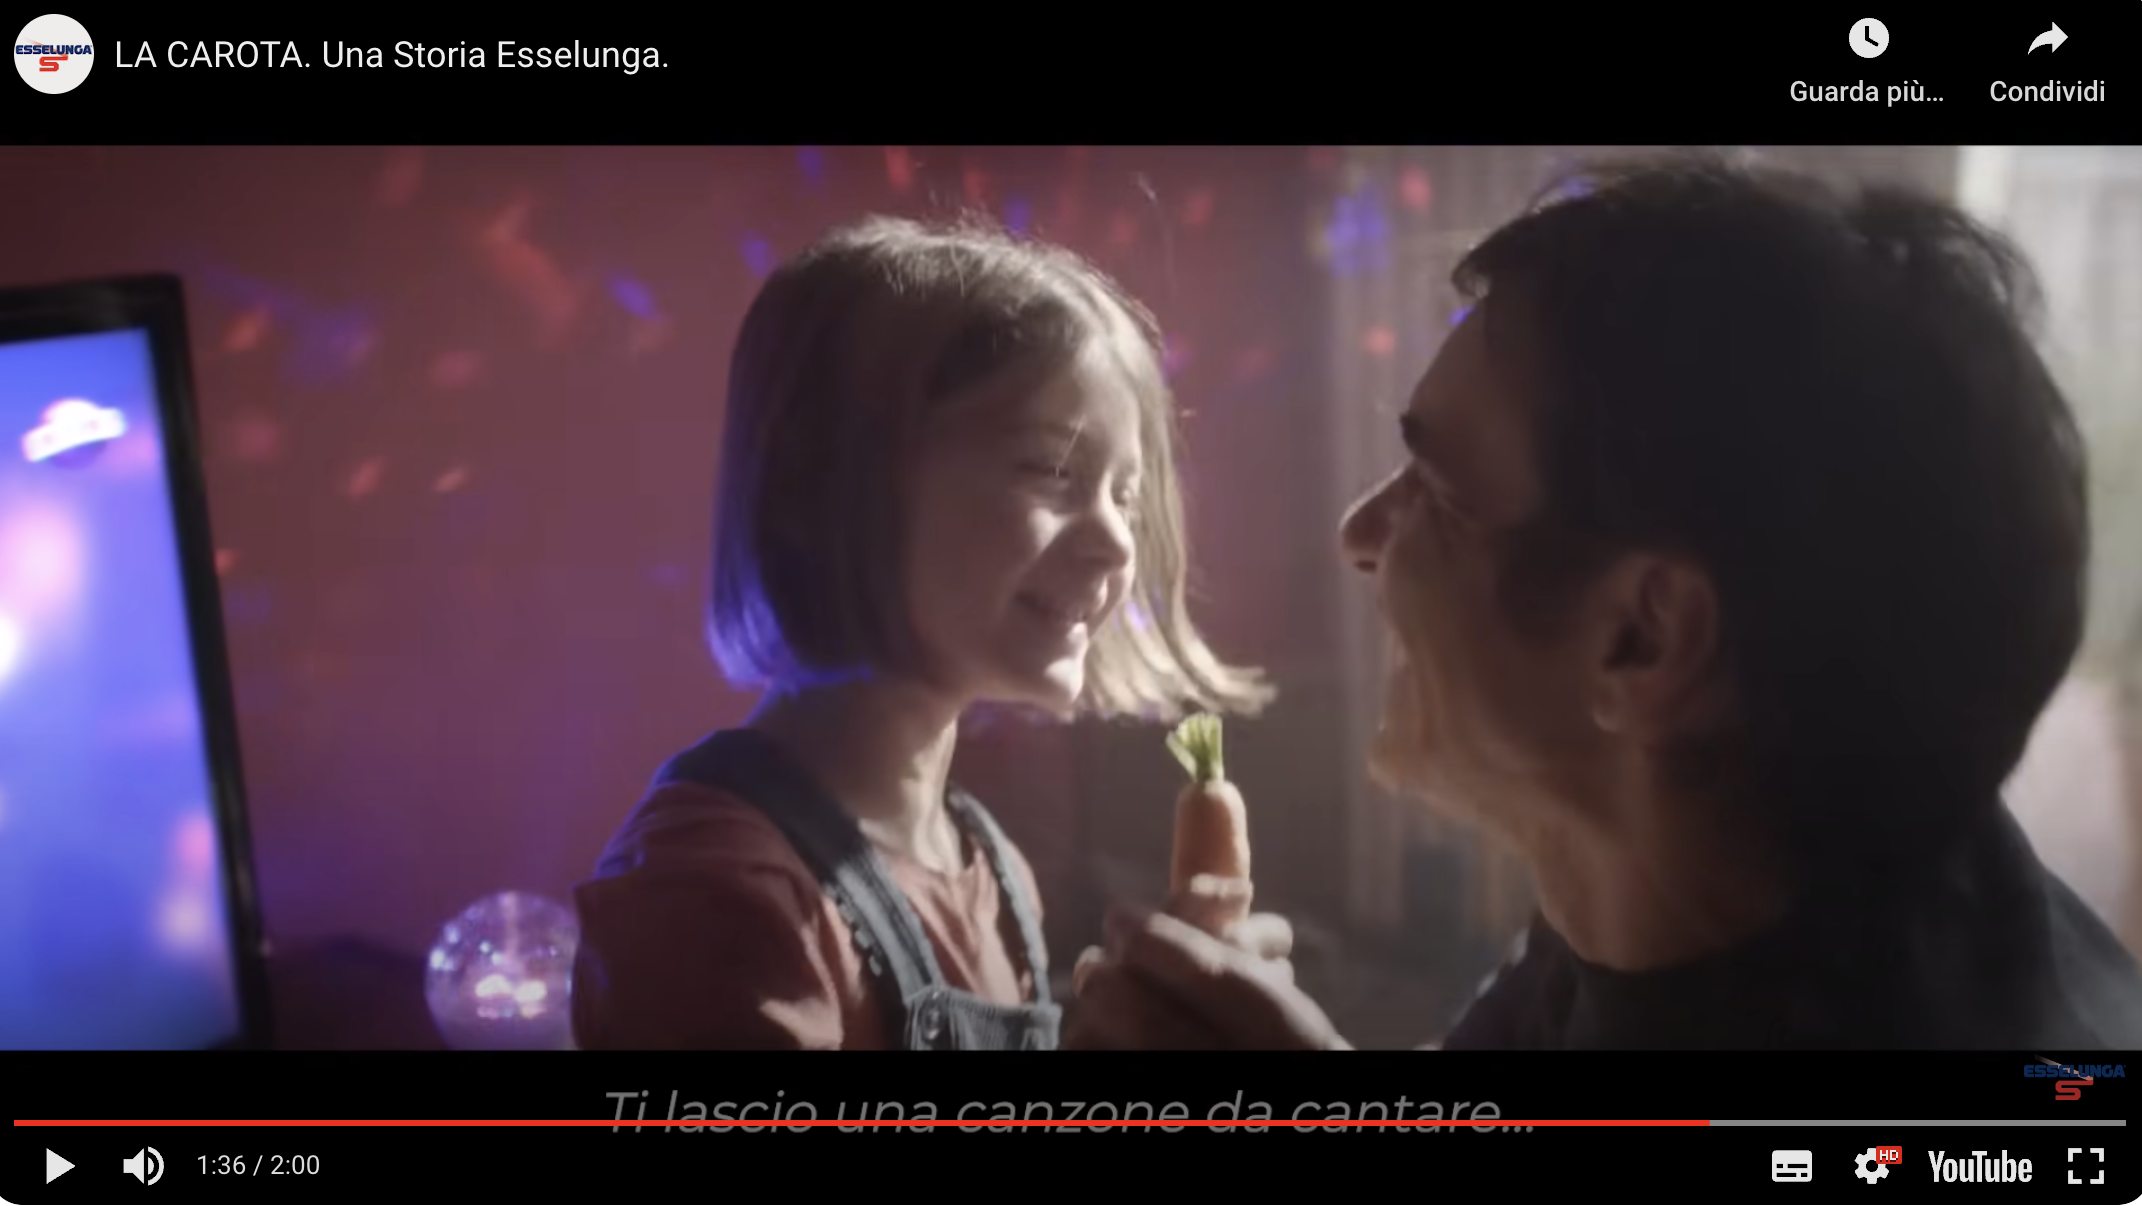 ESSELUNGA
S
LA CAROTA. Una Storia Esselunga.
Guarda più...
Condividi
ESSELUNGA
S
Ti lascio una canzone da cantare...
1:36 / 2:00
HD
YouTube